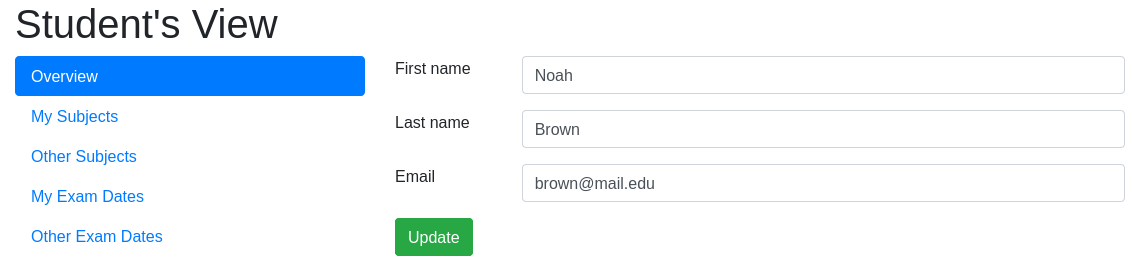 Student's View
Overview
My Subjects
Other Subjects
My Exam Dates
Other Exam Dates
First name
Noah
Last name
Brown
Email
brown@mail.edu
Update